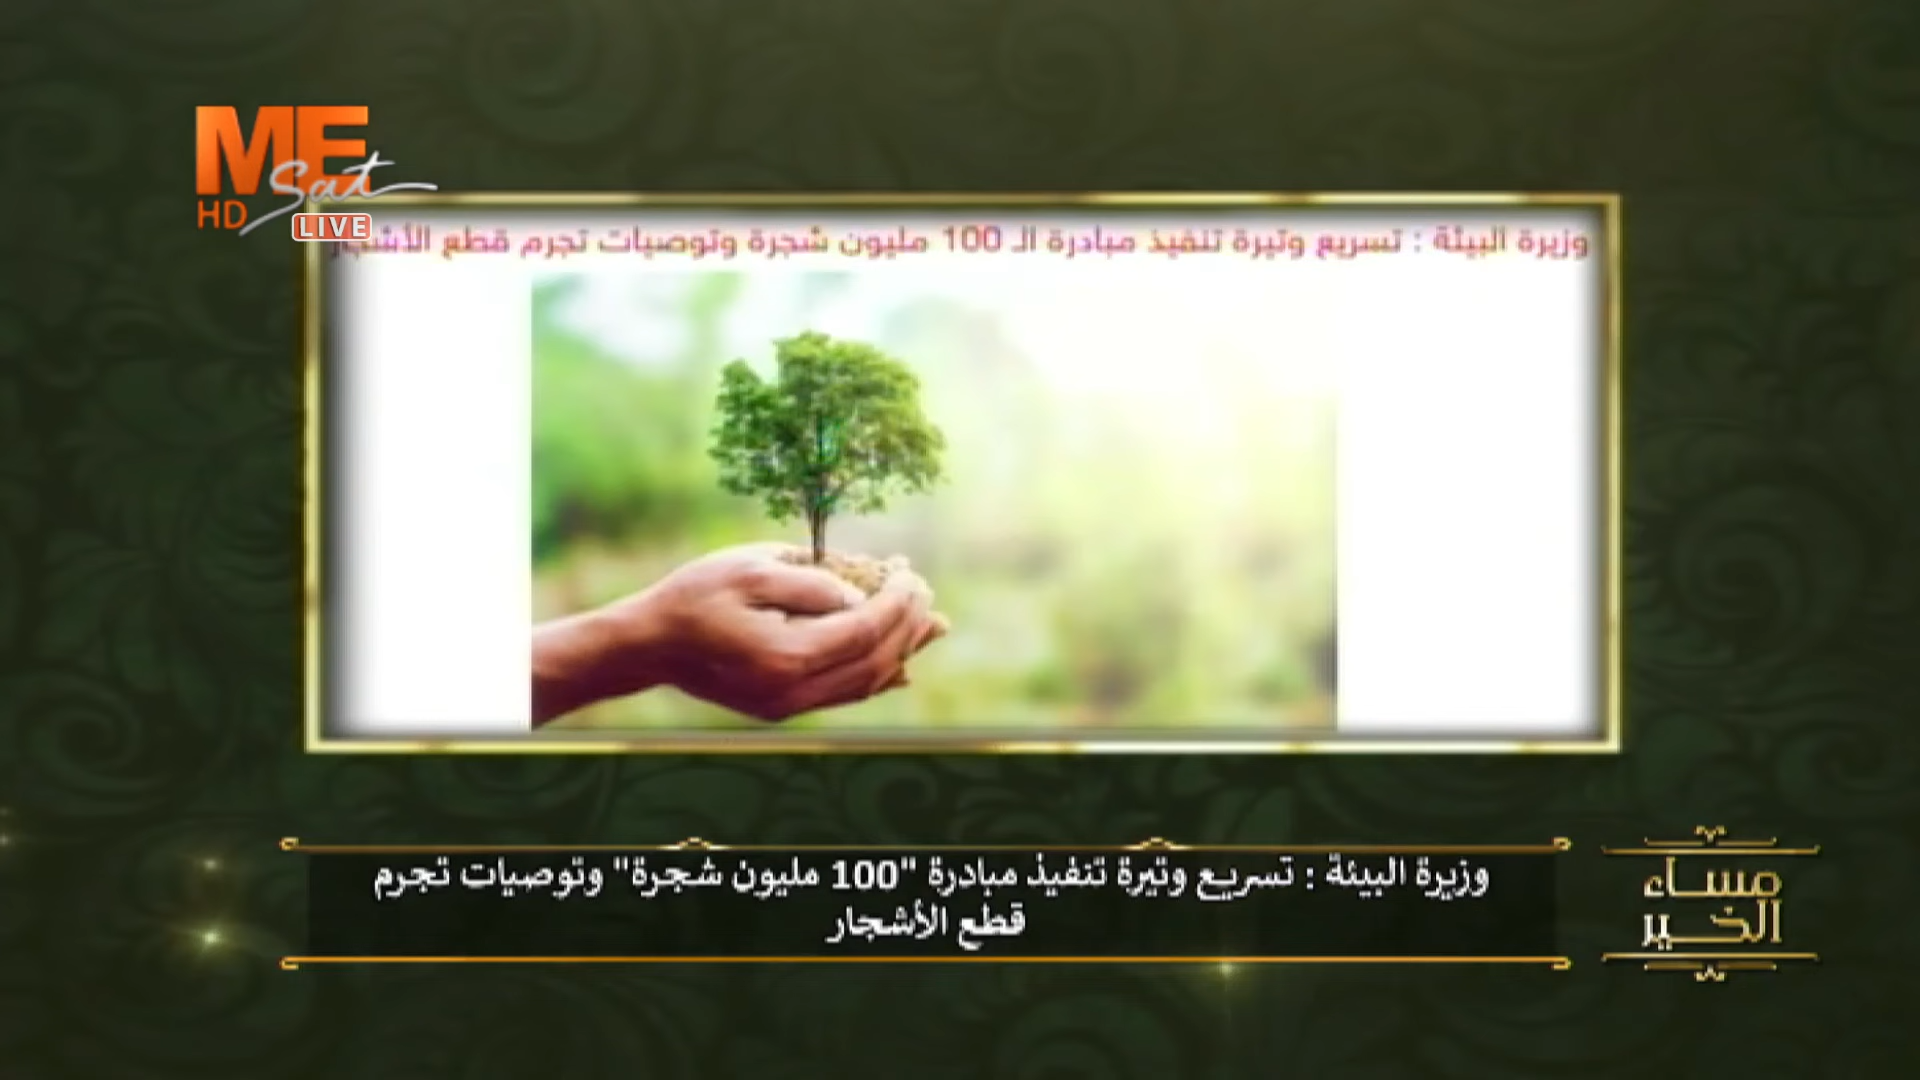 ME
Sat
HD
LIVE
وزيرة البيئة : تسريع وتيرة تنفيذ مبادرة الـ 100 مليون شجرة وتوصيات تجرم قطع الأشجار
وزيرة البيئة : تسريع وتيرة تنفيذ مبادرة "100 مليون شجرة" وتوصيات تجرم
قطع الأشجار
مساء
الخير